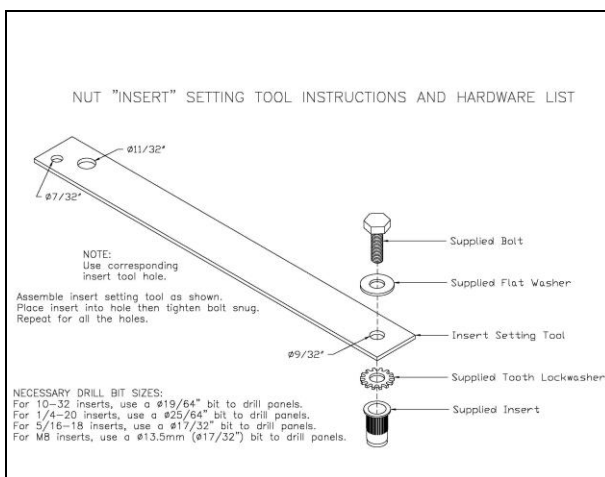 NUT "INSERT" SETTING TOOL INSTRUCTIONS AND HARDWARE LIST
ø11/32"
ø7/32"
NOTE:
Use corresponding
insert tool hole.
Assemble insert setting tool as shown.
Place insert into hole then tighten bolt snug.
Repeat for all the holes.
Supplied Bolt
Supplied Flat Washer
Insert Setting Tool
ø9/32"
Supplied Tooth Lockwasher
Supplied Insert
NECESSARY DRILL BIT SIZES:
For 10-32 inserts, use a ø19/64" bit to drill panels.
For 1/4-20 inserts, use a ø25/64" bit to drill panels.
For 5/16-18 inserts, use a ø17/32" bit to drill panels.
For M8 inserts, use a ø13.5mm (ø17/32") bit to drill panels.